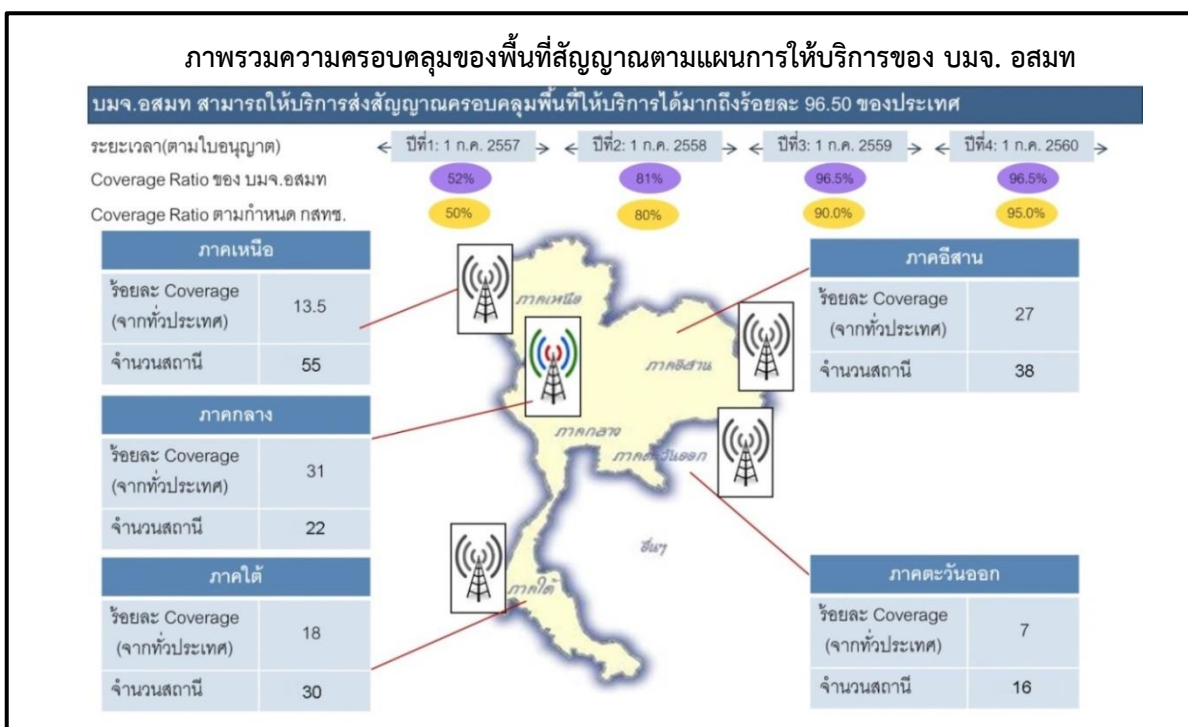 ภาพรวมความครอบคลุมของพื้นที่สัญญาณตามแผนการให้บริการของ บมจ. อสมท
บมจ.อสมท สามารถให้บริการส่งสัญญาณครอบคลุมพื้นที่ให้บริการได้มากถึงร้อยละ 96.50 ของประเทศ
ระยะเวลา(ตามใบอนุญาต) ปีที่1: 1 ก.ค. 2557 ปีที่2: 1 ก.ค. 2558 ปีที่3: 1 ก.ค. 2559 ปีที่4: 1 ก.ค. 2560
Coverage Ratio ของ บมจ.อสมท 52% 81% 96.5% 96.5%
Coverage Ratio ตามกำหนด กสทช. 50% 80% 90.0% 95.0%
ภาคเหนือ
ร้อยละ Coverage
(จากทั่วประเทศ)
13.5
จำนวนสถานี 55
ภาคกลาง
ร้อยละ Coverage
(จากทั่วประเทศ)
31
จำนวนสถานี 22
ภาคใต้
ร้อยละ Coverage
(จากทั่วประเทศ)
18
จำนวนสถานี 30
ภาคเหนือ
ภาคอีสาน
ภาคกลาง
ภาคตะวันออก
อื่นๆ
ภาคใต้
ภาคอีสาน
ร้อยละ Coverage
(จากทั่วประเทศ)
27
จำนวนสถานี 38
ภาคตะวันออก
ร้อยละ Coverage
(จากทั่วประเทศ)
7
จำนวนสถานี 16